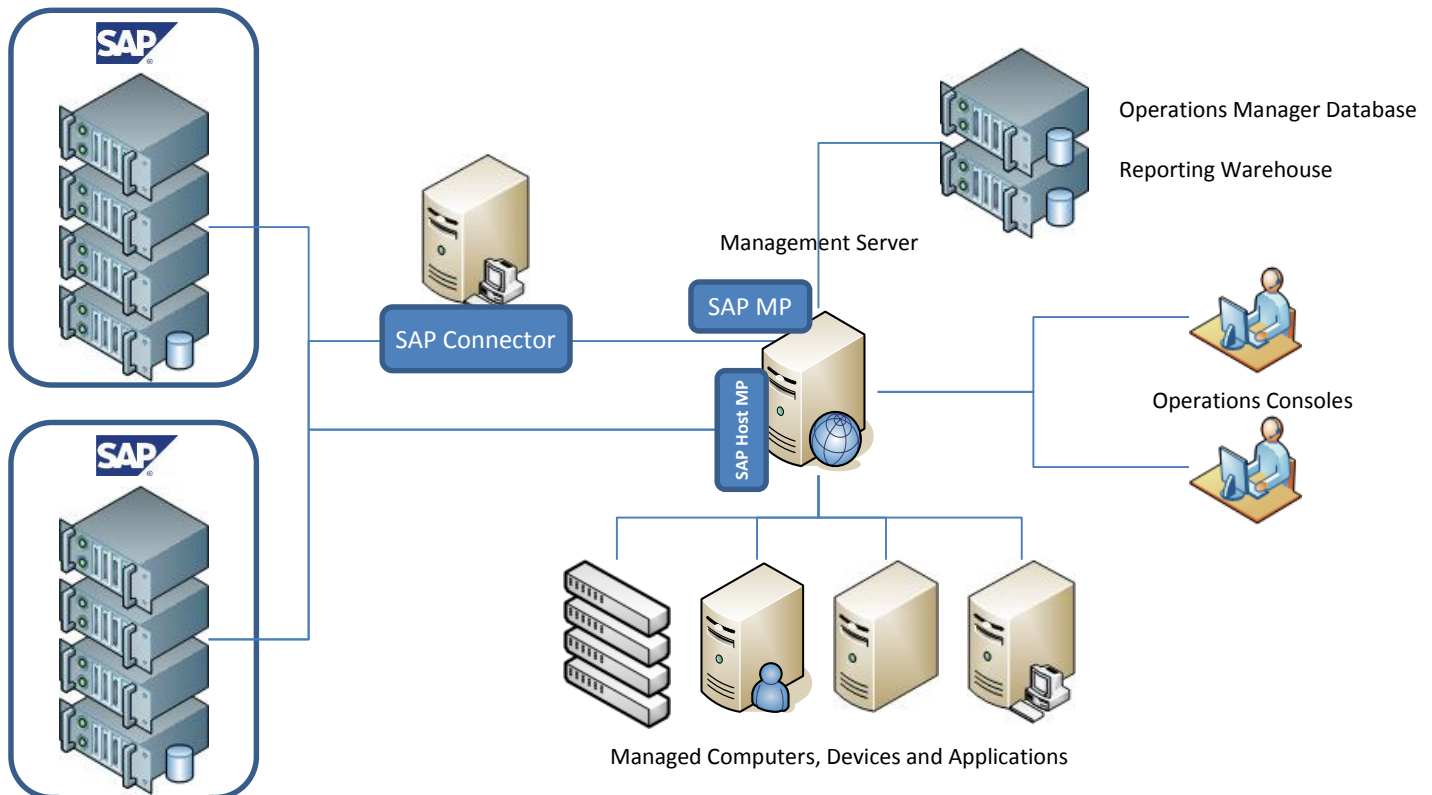 SAP
Operations Manager Database
Reporting Warehouse
Management Server
SAP MP
SAP Connector
SAP Host MP
Operations Consoles
SAP
Managed Computers, Devices and Applications